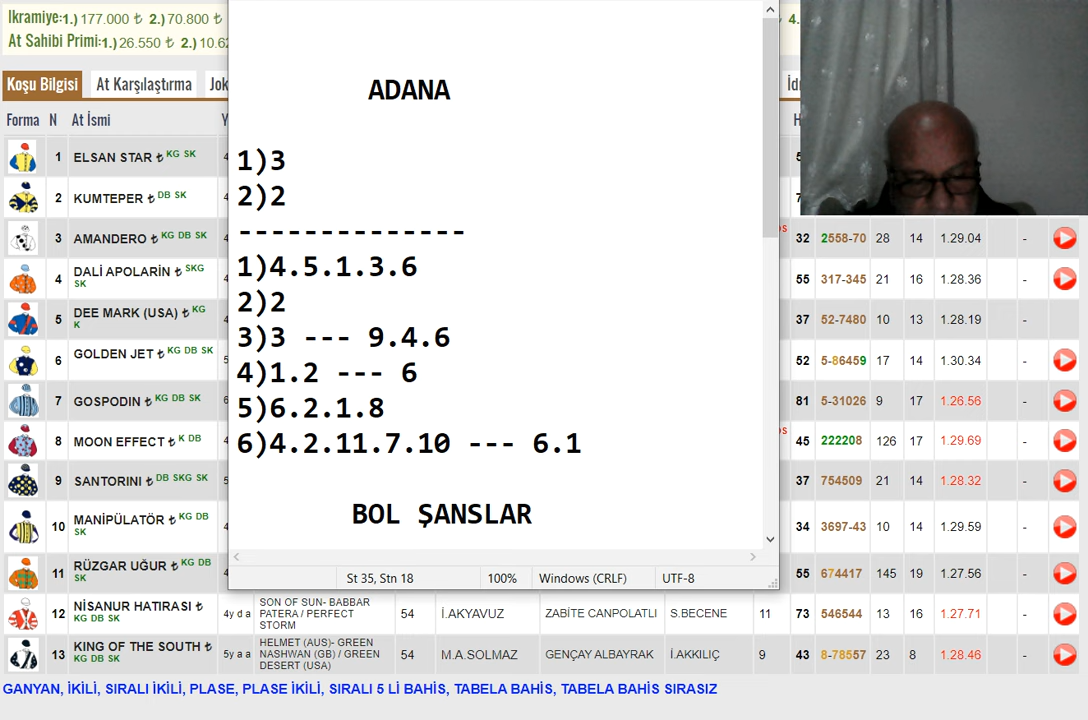 İkramiye:1.) 177.000 ₺ 2.) 70.800 ₺
At Sahibi Primi:1.) 26.550 ₺ 2.) 10.62
4.
Koşu Bilgisi At Karşılaştırma Jok
Forma N At İsmi Y
1 ELSAN STAR ₺ KG SK 4
2 KUMTEPER ₺ DB SK 4
3 AMANDERO ₺ KG DB SK 4 32 2558-70 28 14 1.29.04 -
4 DALİ APOLARİN ₺ SKG SK 4 55 317-345 21 16 1.28.36 -
5 DEE MARK (USA) ₺ KG K 4 37 52-7480 10 13 1.28.19 -
6 GOLDEN JET ₺ KG DB SK 5 52 5-86459 17 14 1.30.34 -
7 GOSPODIN ₺ KG DB SK 6 81 5-31026 9 17 1.26.56 -
8 MOON EFFECT ₺ K DB 4 45 222208 126 17 1.29.69 -
9 SANTORINI ₺ DB SKG SK 5 37 754509 21 14 1.28.32 -
10 MANİPÜLATÖR ₺ KG DB SK 4 34 3697-43 10 14 1.29.59 -
11 RÜZGAR UĞUR ₺ KG DB SK 4 55 674417 145 19 1.27.56 -
12 NİSANUR HATIRASI ₺ KG DB SK 4y d a SON OF SUN- BABBAR PATERA / PERFECT STORM 54 İ.AKYAVUZ ZABİTE CANPOLATLI S.BECENE 11 73 546544 13 16 1.27.71 -
13 KING OF THE SOUTH ₺ KG DB SK 5y a a HELMET (AUS)- GREEN NASHWAN (GB) / GREEN DESERT (USA) 54 M.A.SOLMAZ GENÇAY ALBAYRAK İ.AKKILIÇ 9 43 8-78557 23 8 1.28.46 -
GANYAN, İKİLİ, SIRALI İKİLİ, PLASE, PLASE İKİLİ, SIRALI 5 Lİ BAHİS, TABELA BAHİS, TABELA BAHİS SIRASIZ
ADANA
1)3
2)2
--------------
1)4.5.1.3.6
2)2
3)3 --- 9.4.6
4)1.2 --- 6
5)6.2.1.8
6)4.2.11.7.10 --- 6.1
BOL ŞANSLAR
St 35, Stn 18 100% Windows (CRLF) UTF-8